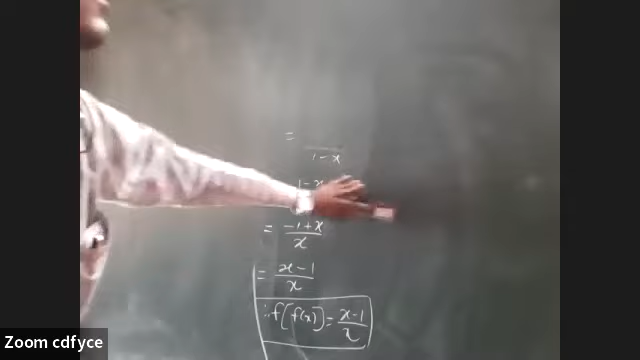 =
1-x
= -1+x / x
= x-1 / x
∴ f[f(x)] = x-1 / x
Zoom cdfyce